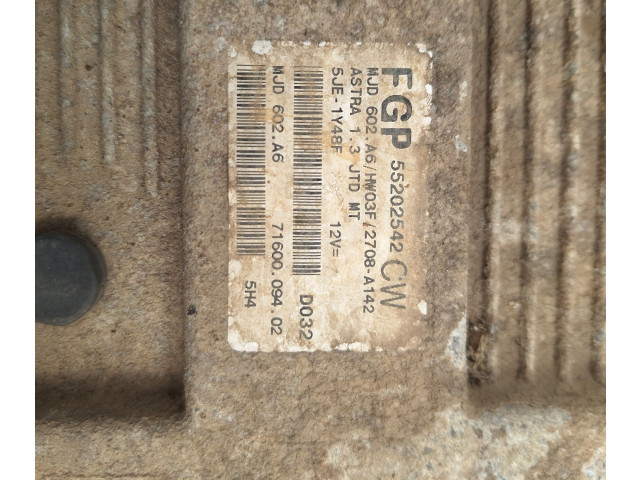 FGP 55202542 CW
MJD 602.A6/HW03F/2708-A142
ASTRA 1.3 JTD MT
5JE-1Y48F 12V=
D032
MJD 602.A6 71600.094.02
5H4